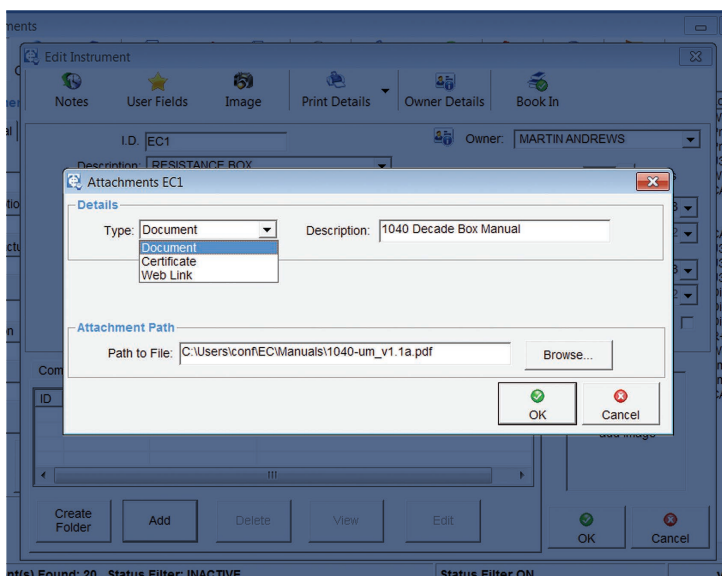 ments
Edit Instrument
Notes
User Fields
Image
Print Details
Owner Details
Book In
I.D. EC1
Owner: MARTIN ANDREWS
Description: RESISTANCE BOX
Attachments EC1
Details
Type: Document
Description: 1040 Decade Box Manual
Document
Certificate
Web Link
Attachment Path
Path to File: C:\Users\conf\EC\Manuals\1040-um_v1.1a.pdf
Browse...
OK
Cancel
Com
ID
add image
Create
Folder
Add
Delete
View
Edit
OK
Cancel
nt(s) Found: 20 Status Filter: INACTIVE
Status Filter ON